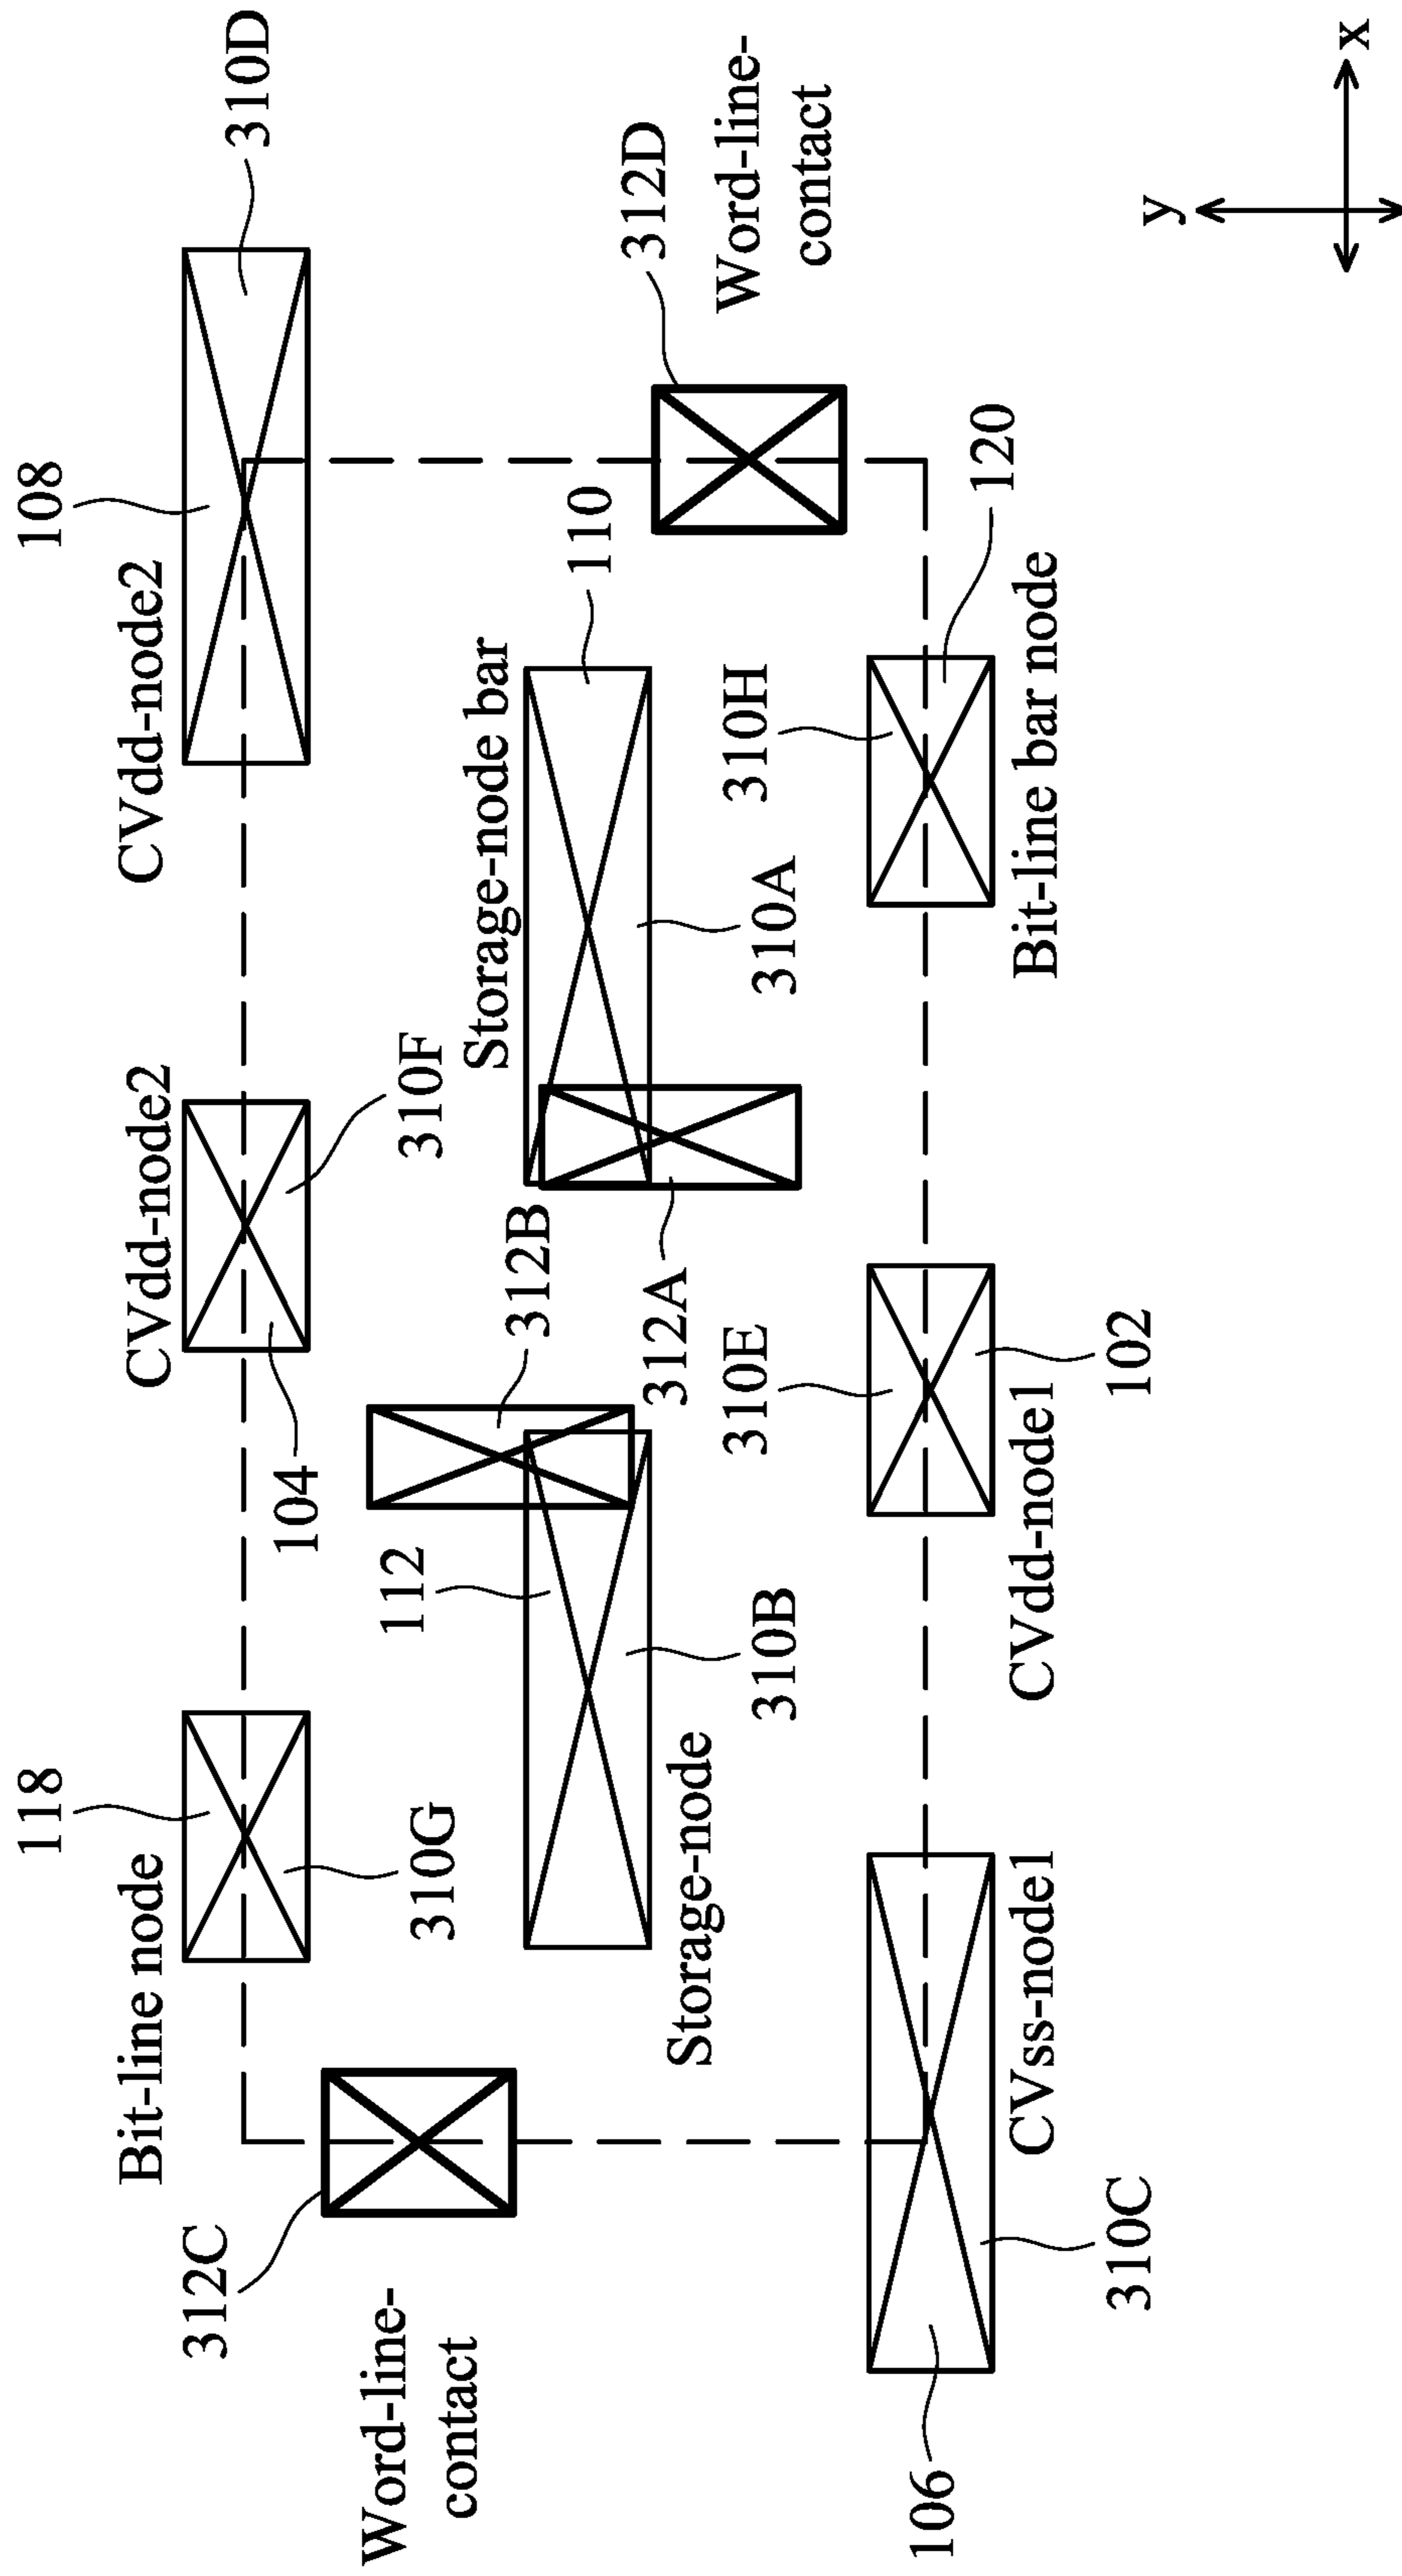 118
108
310D
Bit-line node
CVdd-node2
CVdd-node2
312C
104
310F
Word-line-
contact
310G
112
312B
Storage-node bar
110
312D
Word-line-
contact
Storage-node
310B
312A
310A
310E
310H
106
310C
CVss-node1
CVdd-node1
102
Bit-line bar node
120
y
x